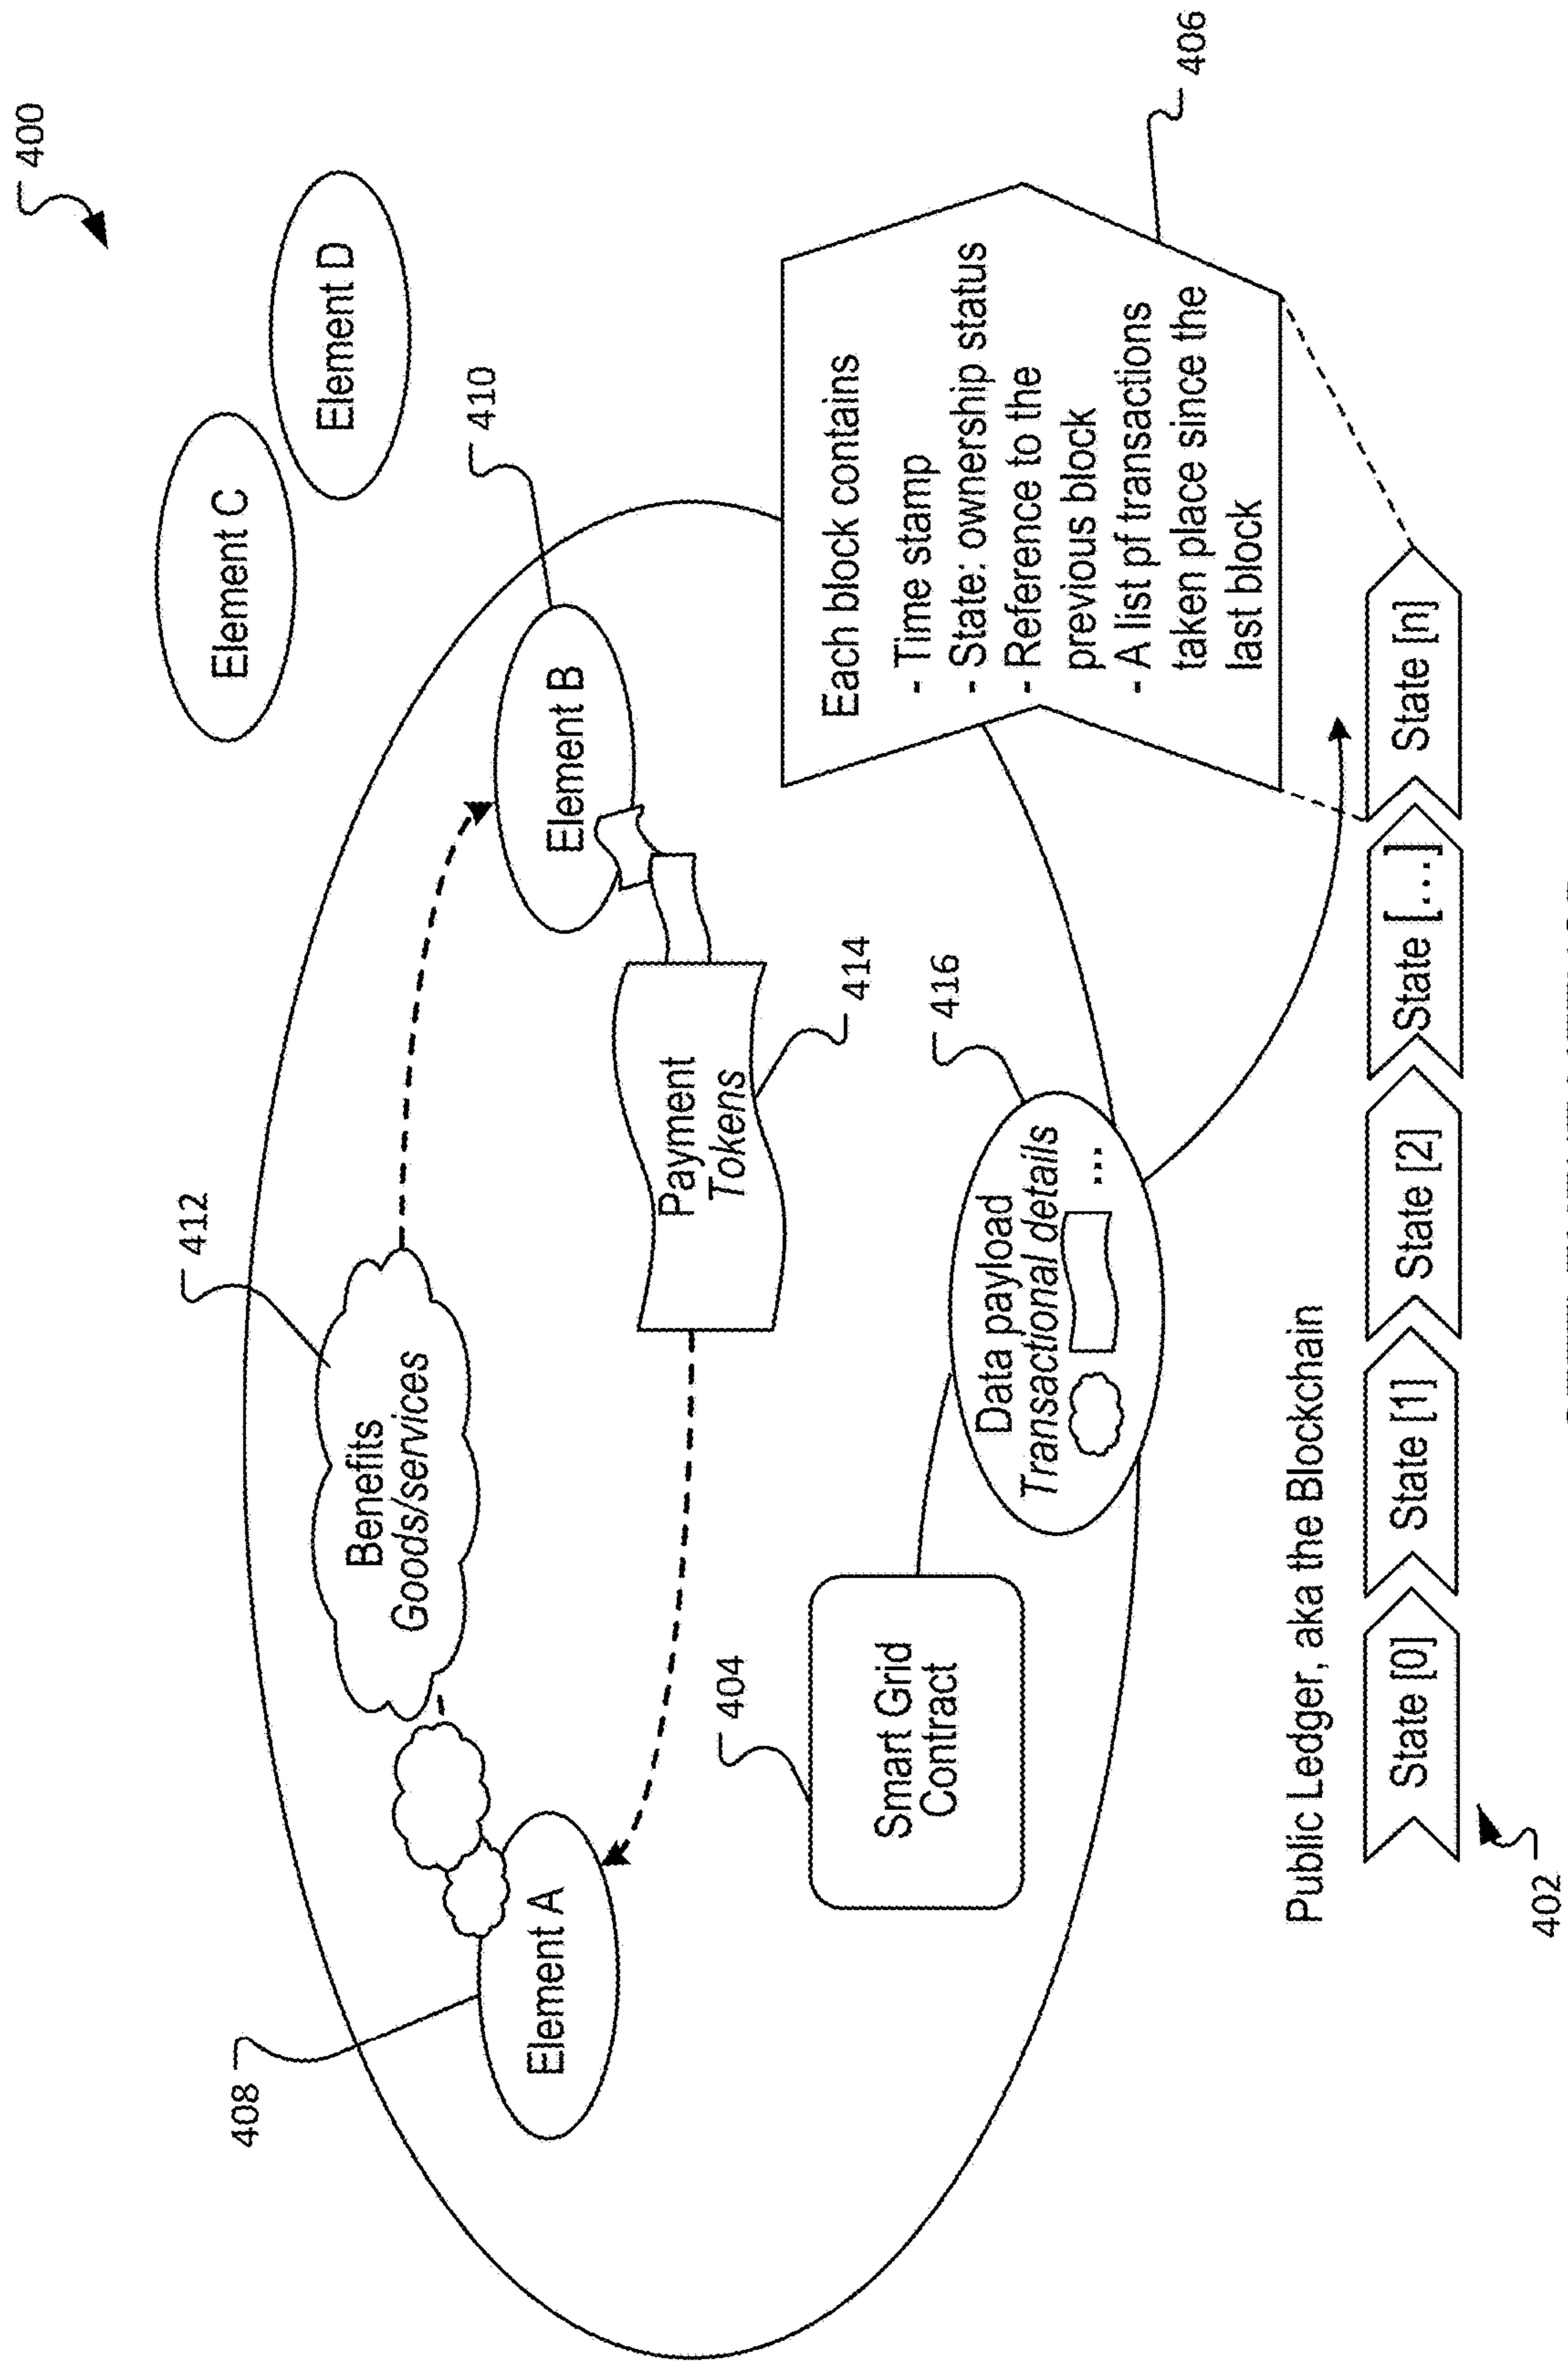 400
Element C
Element D
412
410
Benefits
Goods/services
408
Element A
Element B
Payment
Tokens
414
404
Smart Grid
Contract
416
Data payload
Transactional details
...
Each block contains
- Time stamp
- State: ownership status
- Reference to the
previous block
- A list pf transactions
taken place since the
last block
406
Public Ledger, aka the Blockchain
State [0]
State [1]
State [2]
State [...]
State [n]
402